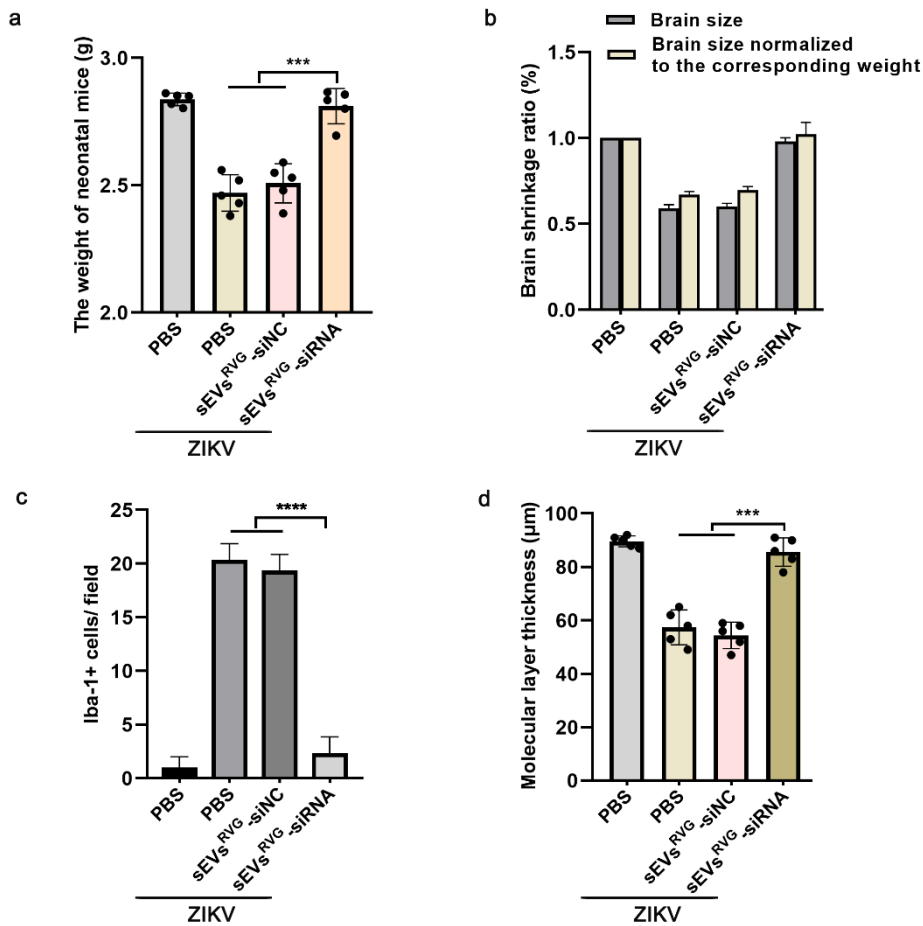 a
The weight of neonatal mice (g)
3.0
2.5
2.0
***
PBS
PBS
sEVsRVG-siNC
sEVsRVG-siRNA
ZIKV
b
Brain size
Brain size normalized
to the corresponding weight
Brain shrinkage ratio (%)
1.5
1.0
0.5
0.0
PBS
PBS
sEVsRVG-siNC
sEVsRVG-siRNA
ZIKV
c
Iba-1+ cells/ field
25
20
15
10
5
0
****
PBS
PBS
sEVsRVG-siNC
sEVsRVG-siRNA
ZIKV
d
Molecular layer thickness (μm)
100
80
60
40
20
0
***
PBS
PBS
sEVsRVG-siNC
sEVsRVG-siRNA
ZIKV